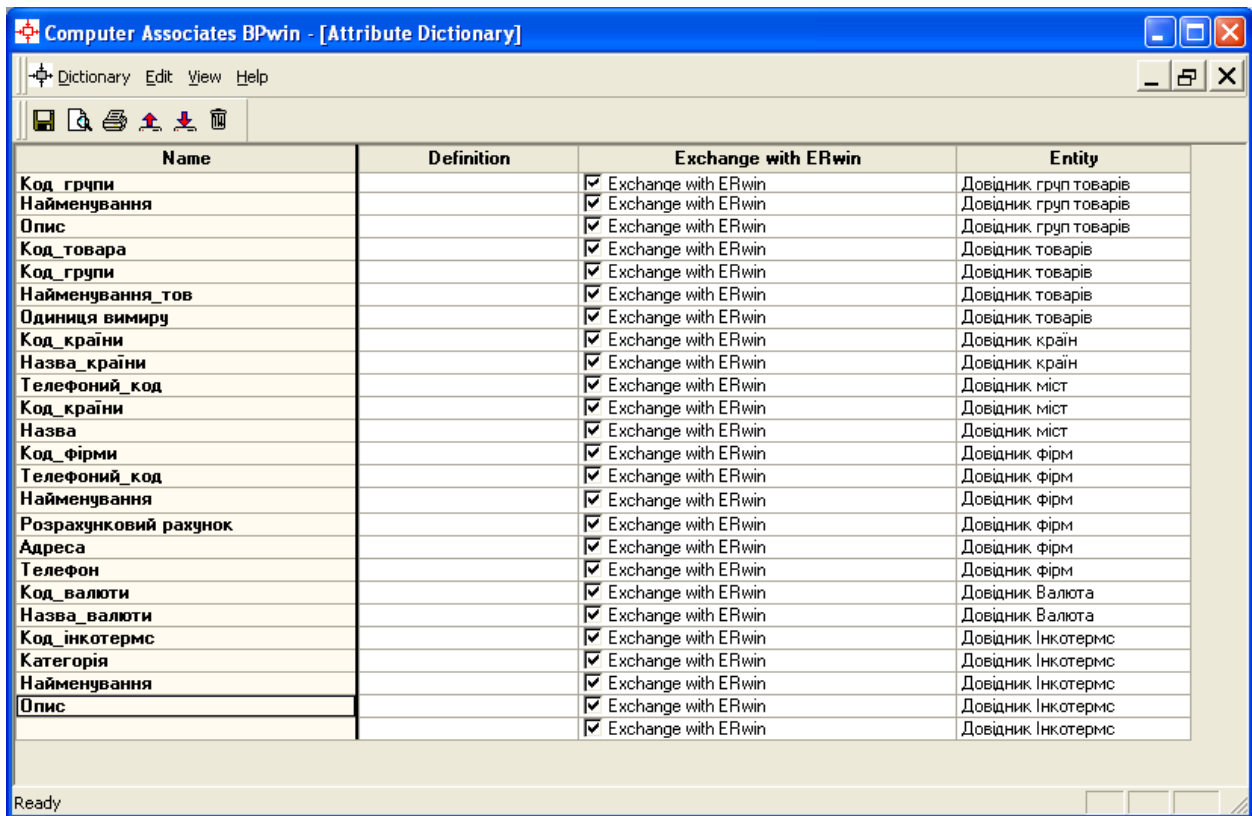 Computer Associates BPwin - [Attribute Dictionary]
Dictionary Edit View Help
Name Definition Exchange with ERwin Entity
Код_групи Exchange with ERwin Довідник груп товарів
Найменування Exchange with ERwin Довідник груп товарів
Опис Exchange with ERwin Довідник груп товарів
Код_товара Exchange with ERwin Довідник товарів
Код_групи Exchange with ERwin Довідник товарів
Найменування_тов Exchange with ERwin Довідник товарів
Одиниця вимиру Exchange with ERwin Довідник товарів
Код_країни Exchange with ERwin Довідник країн
Назва_країни Exchange with ERwin Довідник країн
Телефоний_код Exchange with ERwin Довідник міст
Код_країни Exchange with ERwin Довідник міст
Назва Exchange with ERwin Довідник міст
Код_фірми Exchange with ERwin Довідник фірм
Телефоний_код Exchange with ERwin Довідник фірм
Найменування Exchange with ERwin Довідник фірм
Розрахунковий рахунок Exchange with ERwin Довідник фірм
Адреса Exchange with ERwin Довідник фірм
Телефон Exchange with ERwin Довідник фірм
Код_валюти Exchange with ERwin Довідник Валюта
Назва_валюти Exchange with ERwin Довідник Валюта
Код_інкотермс Exchange with ERwin Довідник Інкотермс
Категорія Exchange with ERwin Довідник Інкотермс
Найменування Exchange with ERwin Довідник Інкотермс
Опис Exchange with ERwin Довідник Інкотермс
Exchange with ERwin Довідник Інкотермс
Ready